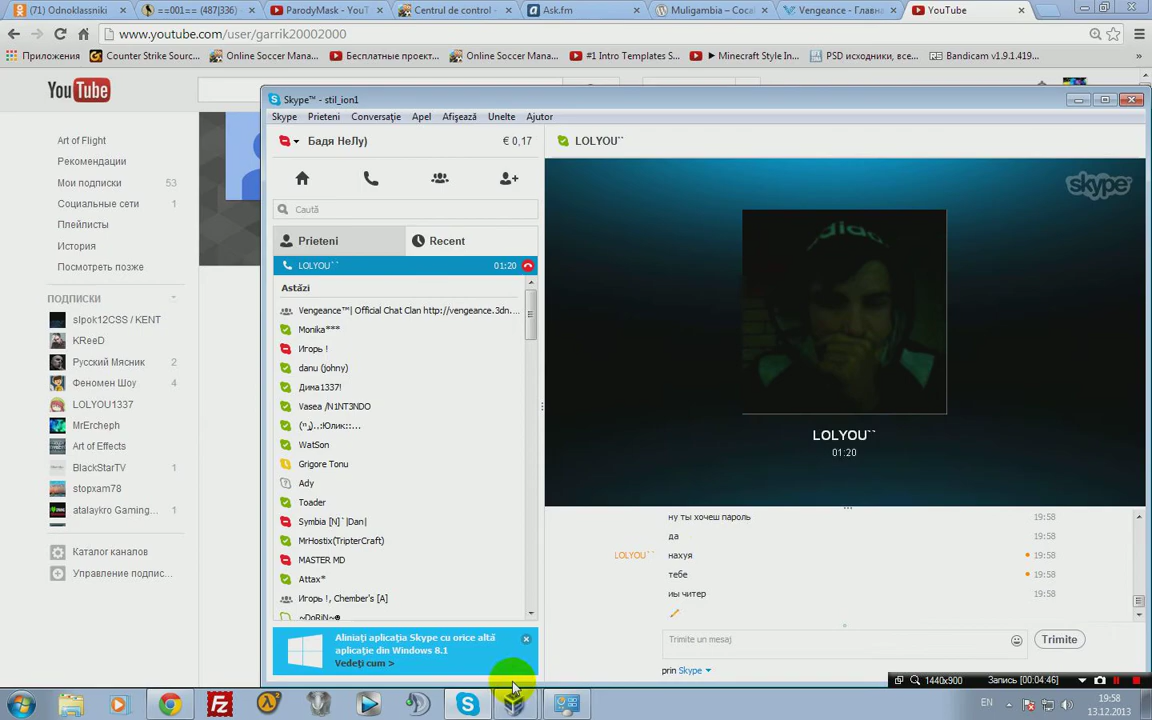 (71) Odnoklassniki
==001== (487|336)
ParodyMask - YouT
Centrul de control -
Ask.fm
Muligambia – Coca
Vengeance - Главна
YouTube
www.youtube.com/user/garrik20002000
Приложения
Counter Strike Sourc...
Online Soccer Mana...
Бесплатные проект...
Online Soccer Mana...
#1 Intro Templates S...
► Minecraft Style In...
PSD исходники, все...
Bandicam v1.9.1.419...
»
You Tube
Skype™ - stil_ion1
Skype Prieteni Conversaţie Apel Afişează Unelte Ajutor
Art of Flight
Рекомендации
Мои подписки 53
Социальные сети 1
Плейлисты
История
Посмотреть позже
ПОДПИСКИ
slpok12CSS / KENT
KReeD
Русский Мясник 2
Феномен Шоу 4
LOLYOU1337
MrErcheph
Art of Effects
BlackStarTV 1
stopxam78
atalaykro Gaming... 1
Каталог каналов
Управление подпис...
Бадя НеЛу) € 0,17
Caută
Prieteni Recent
LOLYOU`` 01:20
Astăzi
Vengeance™| Official Chat Clan http://vengeance.3dn....
Monika***
Игорь !
danu (johny)
Дима1337!
Vasea /N1NT3NDO
WatSon
Grigore Tonu
Ady
Toader
Symbia [N]`|Dan|
MrHostix(TripterCraft)
MASTER MD
Attax*
Игорь !, Chember's [A]
~DoRiN~☻
Aliniaţi aplicaţia Skype cu orice altă
aplicaţie din Windows 8.1
Vedeţi cum >
LOLYOU``
skype
LOLYOU``
01:20
ну ты хочеш пароль 19:58
да 19:58
LOLYOU`` нахуя 19:58
тебе 19:58
иы читер 19:58
Trimite un mesaj
Trimite
prin Skype
1440x900 Запись [00:04:46]
EN
19:58
13.12.2013